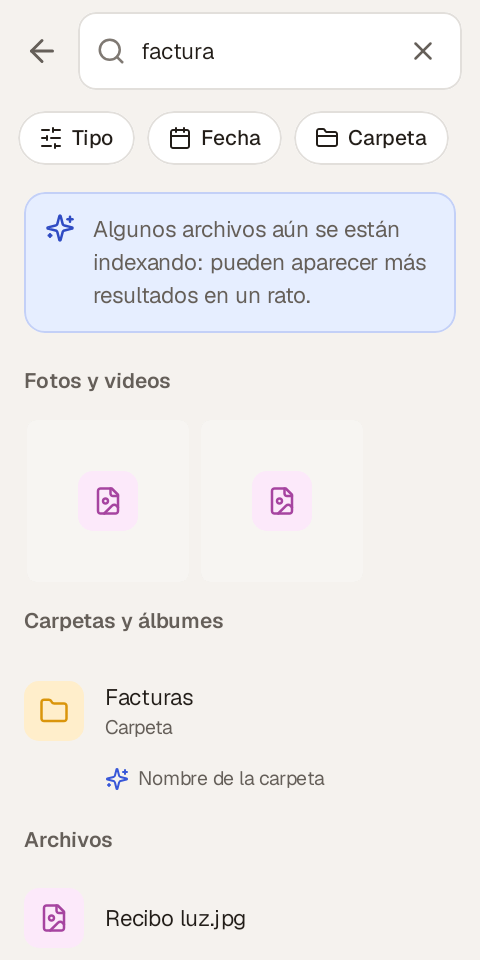 factura
Tipo
Fecha
Carpeta
Algunos archivos aún se están
indexando: pueden aparecer más
resultados en un rato.
Fotos y videos
Carpetas y álbumes
Facturas
Carpeta
Nombre de la carpeta
Archivos
Recibo luz.jpg